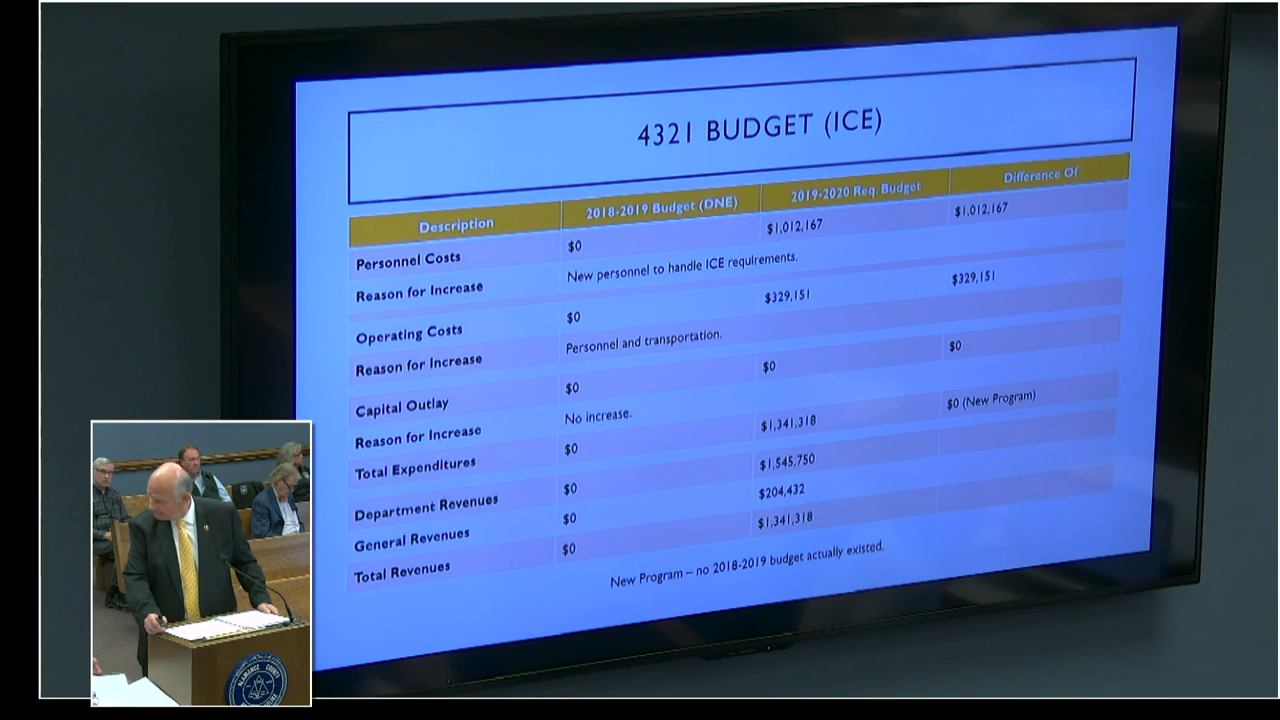 4321 BUDGET (ICE)
Description 2018-2019 Budget (DNE) 2019-2020 Req. Budget Difference Of
Personnel Costs $0 $1,012,167 $1,012,167
Reason for Increase New personnel to handle ICE requirements.
Operating Costs $0 $329,151 $329,151
Reason for Increase Personnel and transportation.
Capital Outlay $0 $0 $0
Reason for Increase No increase.
Total Expenditures $0 $1,341,318 $0 (New Program)
Department Revenues $0 $1,545,750
General Revenues $0 $204,432
Total Revenues $0 $1,341,318
New Program – no 2018-2019 budget actually existed.
ALAMANCE COUNTY